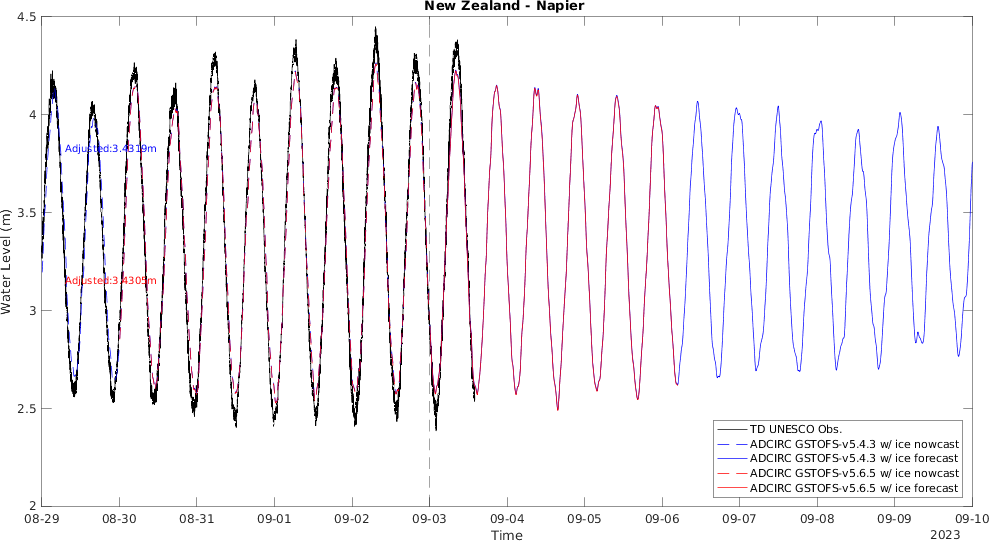 New Zealand - Napier
4.5
4
3.5
3
2.5
2
Water Level (m)
Adjusted:3.4319m
Adjusted:3.4305m
TD UNESCO Obs.
ADCIRC GSTOFS-v5.4.3 w/ ice nowcast
ADCIRC GSTOFS-v5.4.3 w/ ice forecast
ADCIRC GSTOFS-v5.6.5 w/ ice nowcast
ADCIRC GSTOFS-v5.6.5 w/ ice forecast
08-29 08-30 08-31 09-01 09-02 09-03 09-04 09-05 09-06 09-07 09-08 09-09 09-10
Time
2023